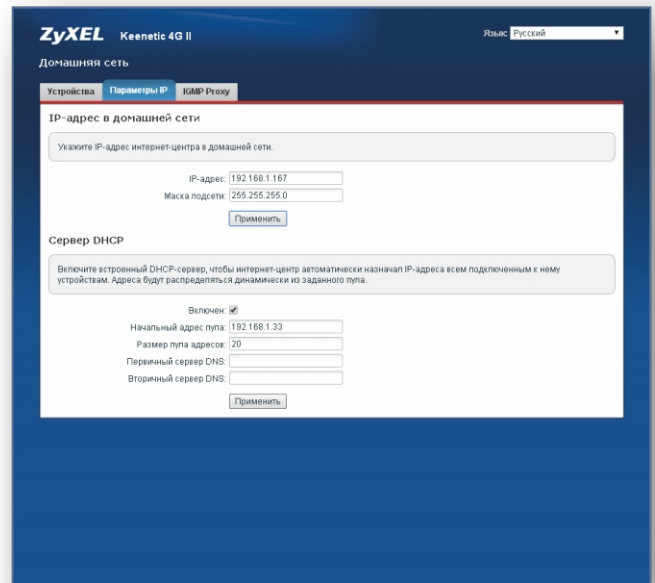 ZyXEL Keenetic 4G II
Язык: Русский
Домашняя сеть
Устройства Параметры IP IGMP Proxy
IP-адрес в домашней сети
Укажите IP-адрес интернет-центра в домашней сети.
IP-адрес: 192.168.1.167
Маска подсети: 255.255.255.0
Применить
Сервер DHCP
Включите встроенный DHCP-сервер, чтобы интернет-центр автоматически назначал IP-адреса всем подключенным к нему
устройствам. Адреса будут распределяться динамически из заданного пула.
Включен:
Начальный адрес пула: 192.168.1.33
Размер пула адресов: 20
Первичный сервер DNS:
Вторичный сервер DNS:
Применить